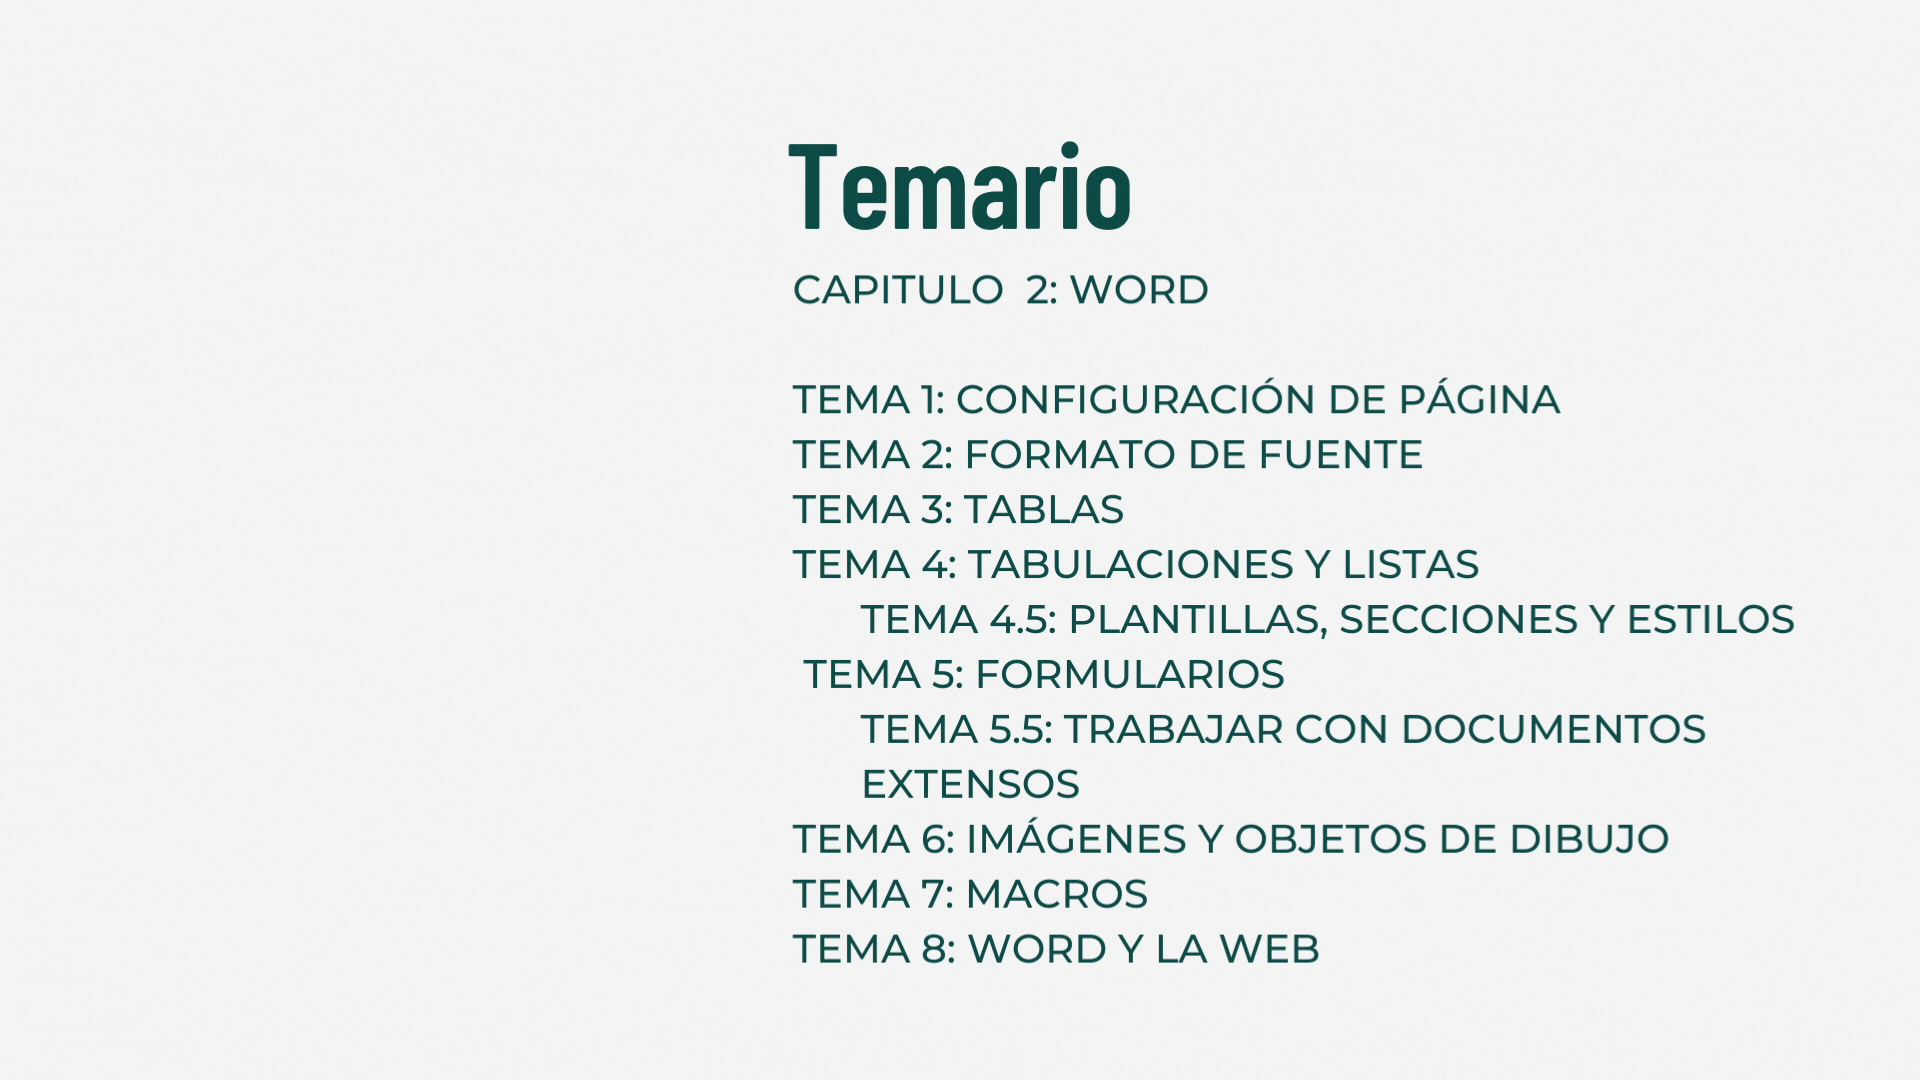 Temario
CAPITULO  2: WORD
TEMA 1: CONFIGURACIÓN DE PÁGINA
TEMA 2: FORMATO DE FUENTE
TEMA 3: TABLAS
TEMA 4: TABULACIONES Y LISTAS
TEMA 4.5: PLANTILLAS, SECCIONES Y ESTILOS
TEMA 5: FORMULARIOS
TEMA 5.5: TRABAJAR CON DOCUMENTOS
EXTENSOS
TEMA 6: IMÁGENES Y OBJETOS DE DIBUJO
TEMA 7: MACROS
TEMA 8: WORD Y LA WEB